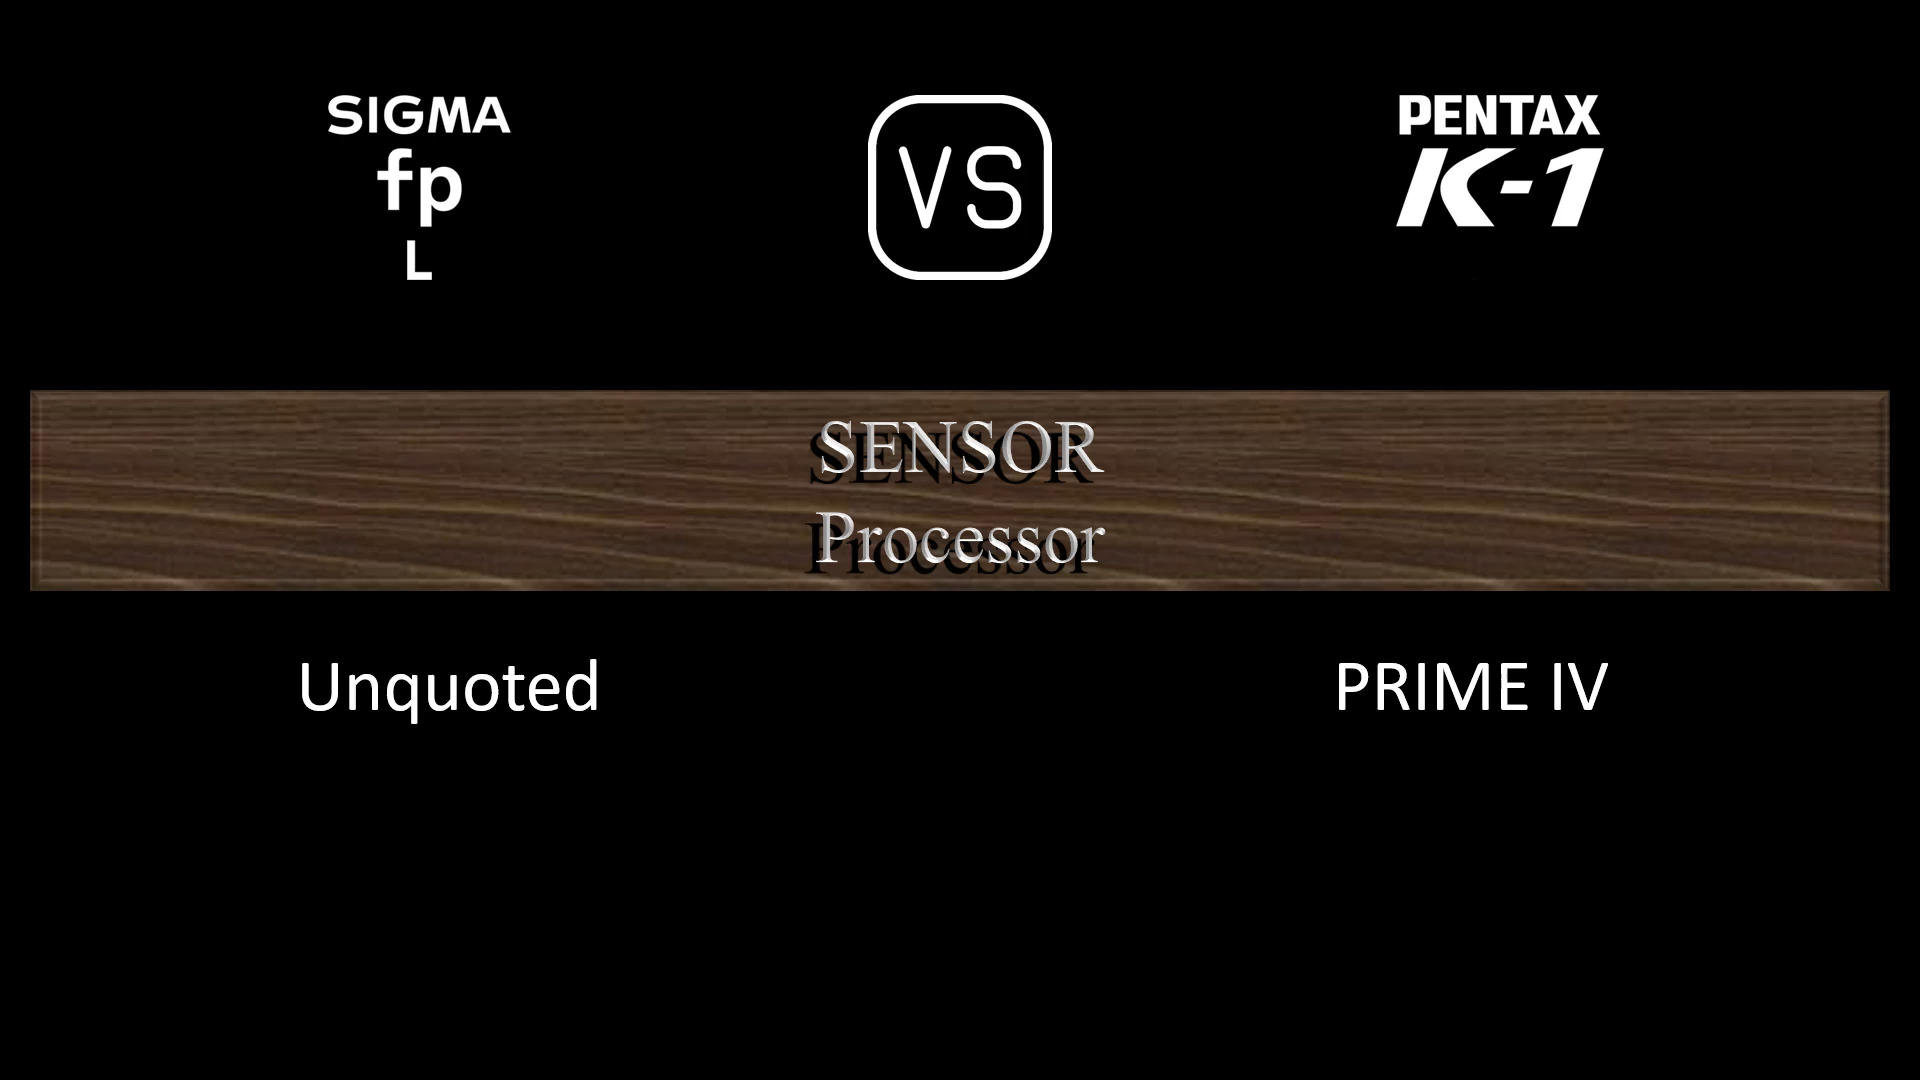 SIGMA
fp
L
VS
PENTAX
K-1
SENSOR
Processor
Unquoted
PRIME IV